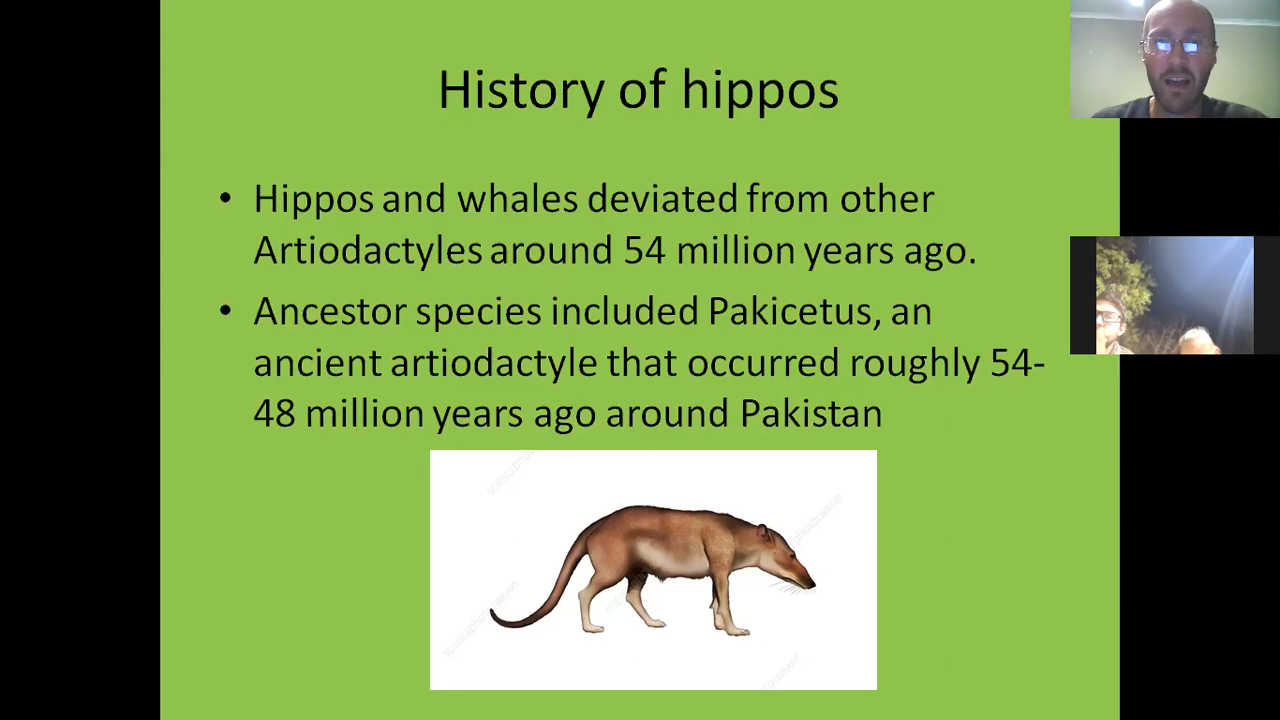 History of hippos
• Hippos and whales deviated from other
Artiodactyles around 54 million years ago.
• Ancestor species included Pakicetus, an
ancient artiodactyle that occurred roughly 54-
48 million years ago around Pakistan